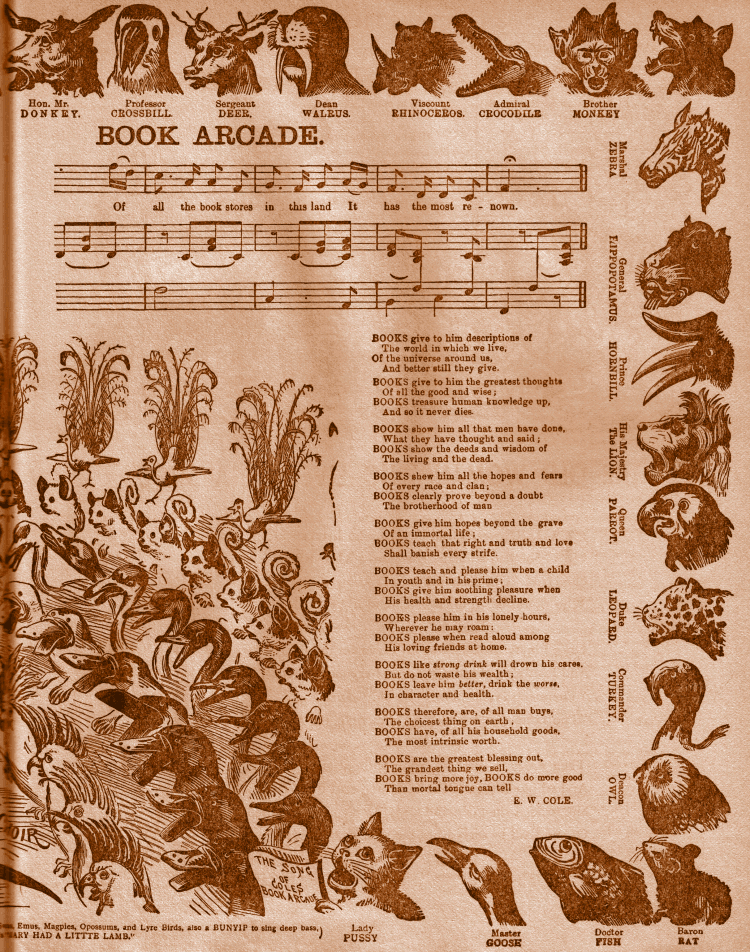 Hon. Mr.
DONKEY.
Professor
CROSSBILL.
Sergeant
DEER.
Dean
WALRUS.
Viscount
RHINOCEROS.
Admiral
CROCODILE
Brother
MONKEY
BOOK ARCADE.
Of all the book stores in this land It has the most re - nown.
Marshal
ZEBRA
General
HIPPOPOTAMUS.
Prince
HORNBILL
His Majesty
The LION.
Queen
PARROT.
Duke
LEOPARD.
Commander
TURKEY.
Deacon
OWL.
BOOKS give to him descriptions of
The world in which we live,
Of the universe around us,
And better still they give.
BOOKS give to him the greatest thoughts
Of all the good and wise;
BOOKS treasure human knowledge up,
And so it never dies.
BOOKS show him all that men have done,
What they have thought and said;
BOOKS show the deeds and wisdom of
The living and the dead.
BOOKS shew him all the hopes and fears
Of every race and clan;
BOOKS clearly prove beyond a doubt
The brotherhood of man
BOOKS give him hopes beyond the grave
Of an immortal life;
BOOKS teach that right and truth and love
Shall banish every strife.
BOOKS teach and please him when a child
In youth and in his prime;
BOOKS give him soothing pleasure when
His health and strength decline.
BOOKS please him in his lonely hours,
Wherever he may roam;
BOOKS please when read aloud among
His loving friends at home.
BOOKS like strong drink will drown his cares,
But do not waste his wealth;
BOOKS leave him better, drink the worse,
In character and health.
BOOKS therefore, are, of all man buys,
The choicest thing on earth,
BOOKS have, of all his household goods,
The most intrinsic worth.
BOOKS are the greatest blessing out,
The grandest thing we sell,
BOOKS bring more joy, BOOKS do more good
Than mortal tongue can tell
E. W. COLE.
THE SONG
OF
COLES
BOOK ARCADE
Emus, Magpies, Opossums, and Lyre Birds, also a BUNYIP to sing deep bass,)
"MARY HAD A LITTTE LAMB."
Lady
PUSSY
Master
GOOSE
Doctor
FISH
Baron
RAT